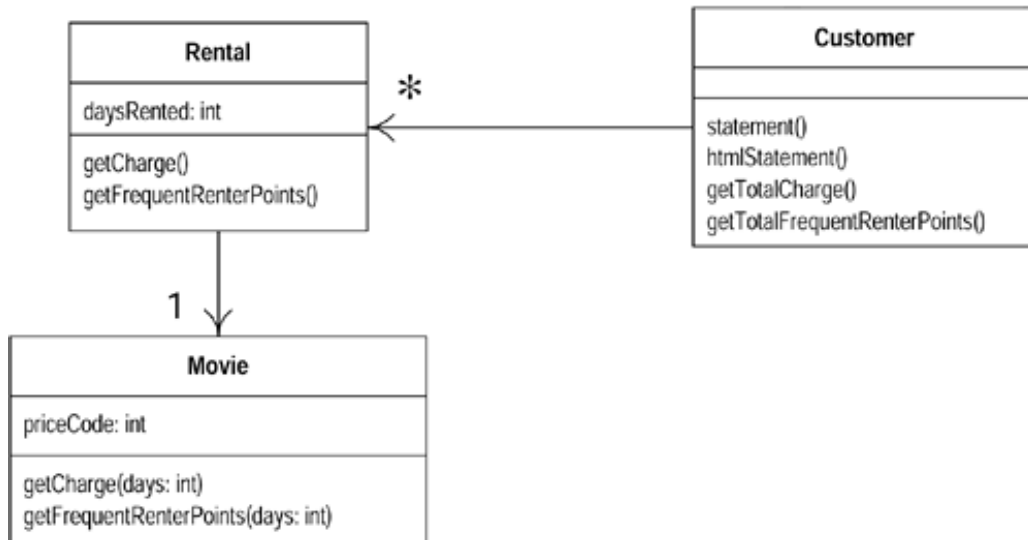 Rental
daysRented: int
getCharge()
getFrequentRenterPoints()
*
Customer
statement()
htmlStatement()
getTotalCharge()
getTotalFrequentRenterPoints()
1
Movie
priceCode: int
getCharge(days: int)
getFrequentRenterPoints(days: int)